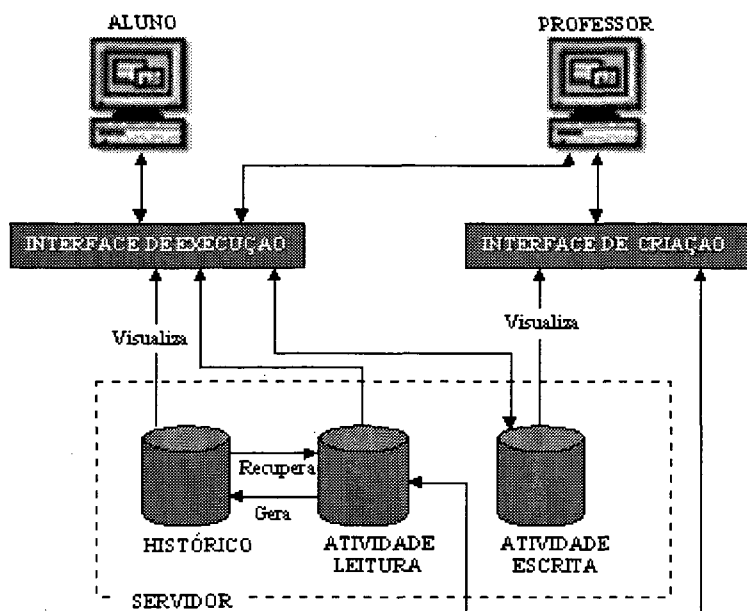 ALUNO
PROFESSOR
INTERFACE DE EXECUÇÃO
INTERFACE DE CRIAÇÃO
Visualiza
Visualiza
Recupera
Gera
HISTÓRICO
ATIVIDADE
LEITURA
ATIVIDADE
ESCRITA
SERVIDOR